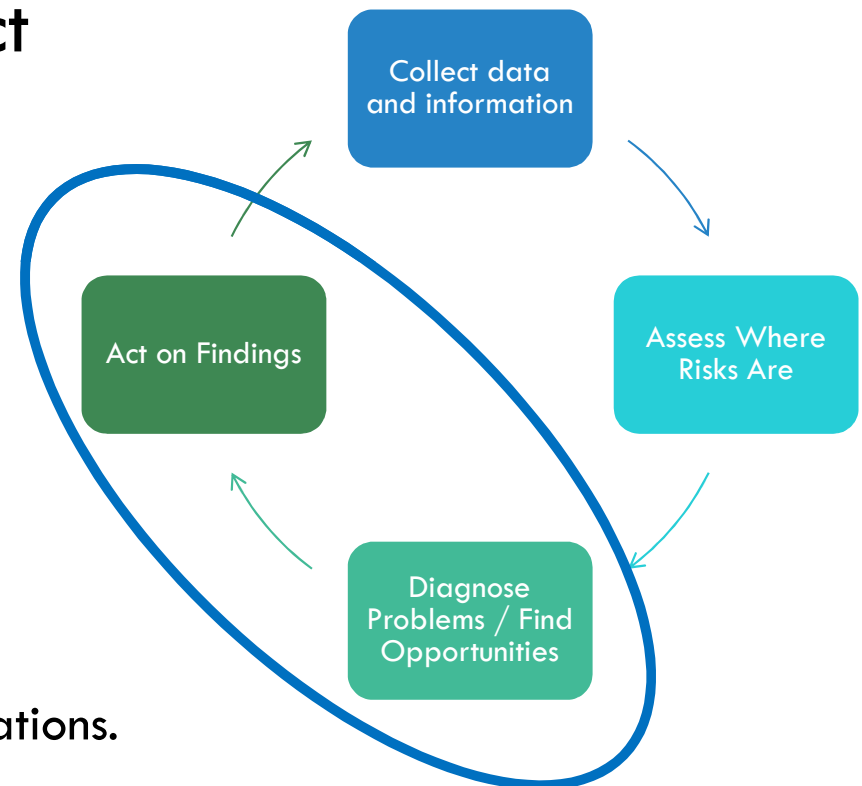 ct
Collect data
and information
Act on Findings
Assess Where
Risks Are
Diagnose
Problems / Find
Opportunities
ations.